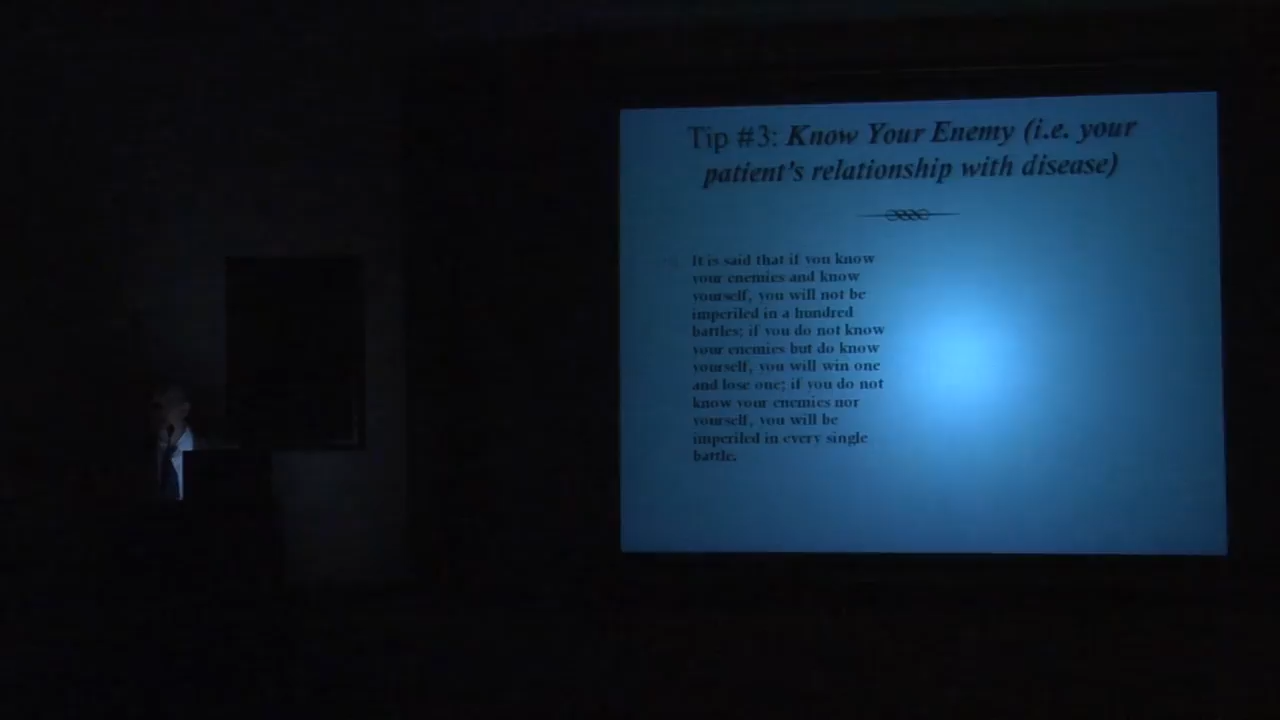 Tip #3: Know Your Enemy (i.e. your
patient's relationship with disease)
It is said that if you know
your enemies and know
yourself, you will not be
imperiled in a hundred
battles; if you do not know
your enemies but do know
yourself, you will win one
and lose one; if you do not
know your enemies nor
yourself, you will be
imperiled in every single
battle.